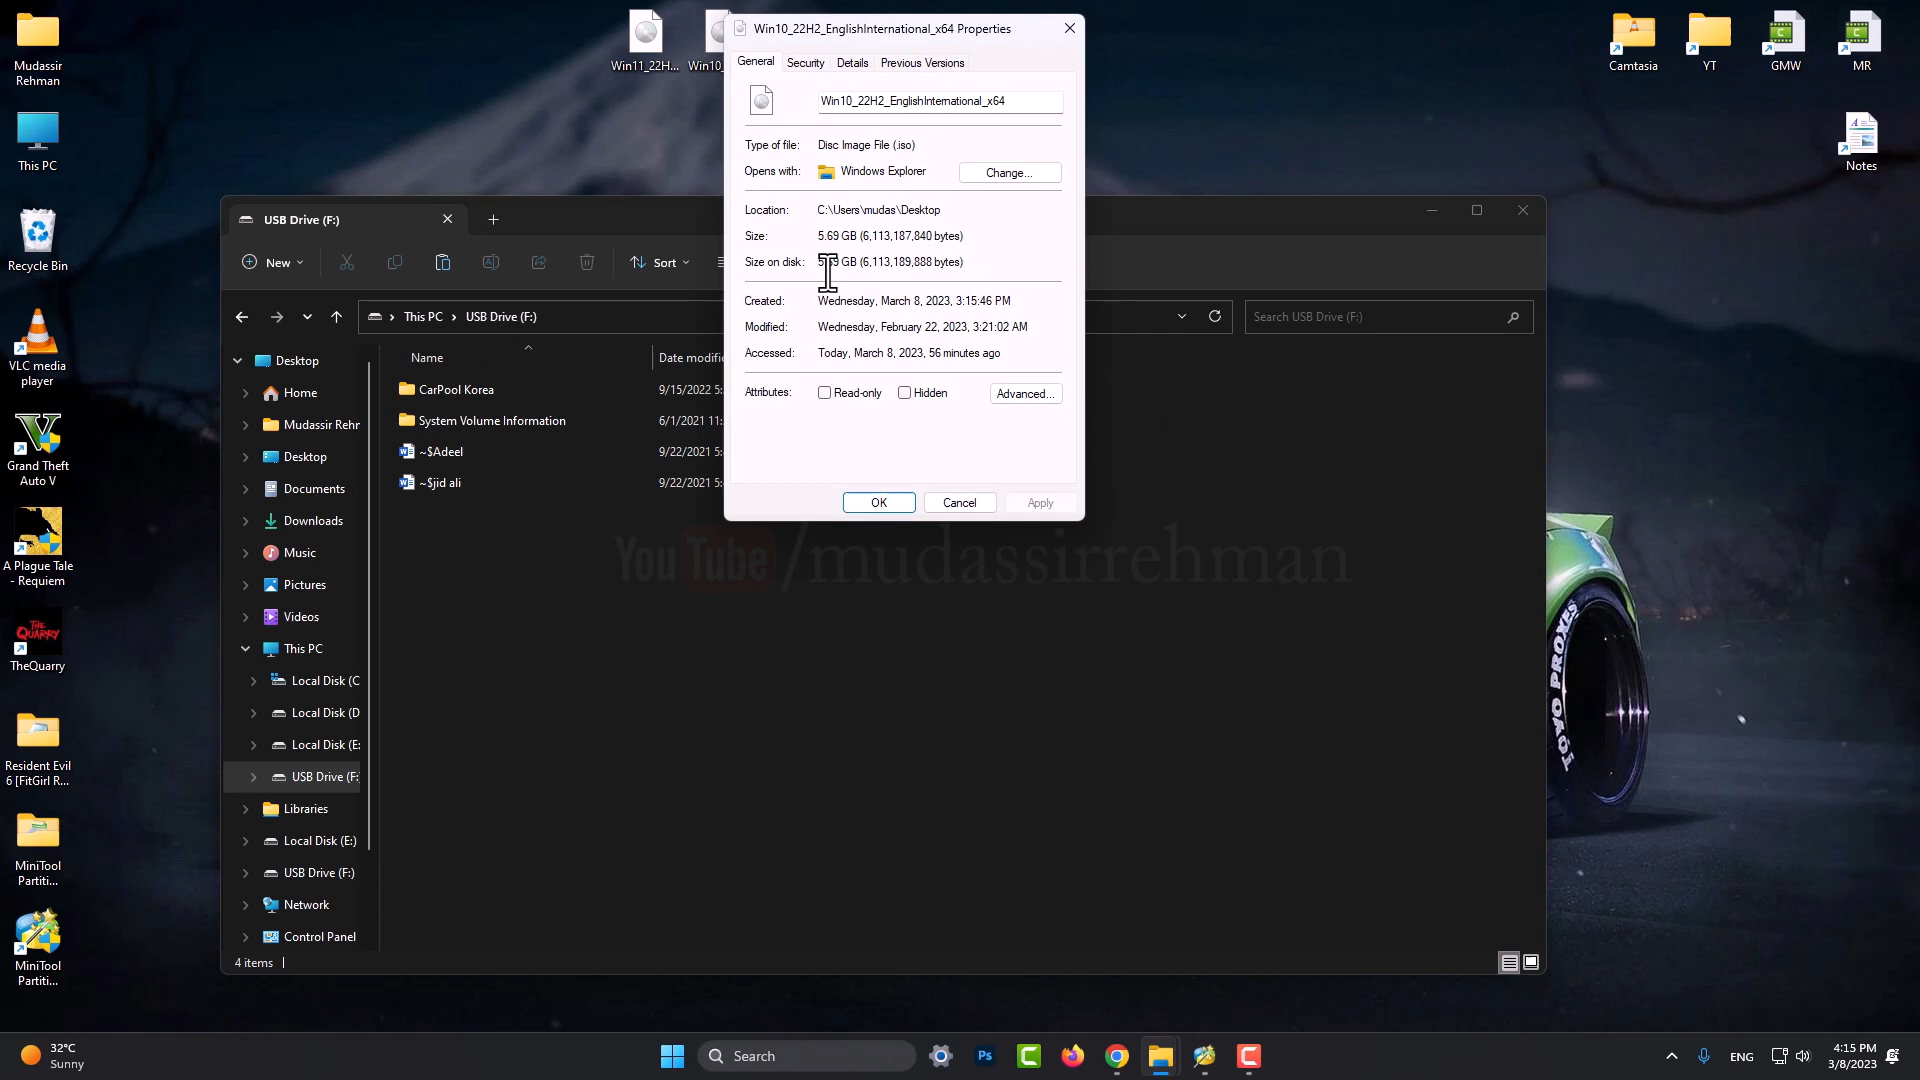 Mudassir
Rehman
This PC
Recycle Bin
VLC media
player
Grand Theft
Auto V
A Plague Tale
- Requiem
THE
QUARRY
TheQuarry
Resident Evil
6 [FitGirl R...
MiniTool
Partiti...
MiniTool
Partiti...
Win11_22H...
Win10_
Camtasia
YT
GMW
MR
Notes
Win10_22H2_EnglishInternational_x64 Properties
General
Security
Details
Previous Versions
Win10_22H2_EnglishInternational_x64
Type of file: Disc Image File (.iso)
Opens with: Windows Explorer
Change...
Location: C:\Users\mudas\Desktop
Size: 5.69 GB (6,113,187,840 bytes)
Size on disk: GB (6,113,189,888 bytes)
Created: Wednesday, March 8, 2023, 3:15:46 PM
Modified: Wednesday, February 22, 2023, 3:21:02 AM
Accessed: Today, March 8, 2023, 56 minutes ago
Attributes: Read-only Hidden Advanced...
OK Cancel Apply
USB Drive (F:)
New
Sort
This PC > USB Drive (F:)
Search USB Drive (F:)
Name Date modifie
CarPool Korea 9/15/2022 5:
System Volume Information 6/1/2021 11:
~$Adeel 9/22/2021 5:
~$jid ali 9/22/2021 5:
Desktop
Home
Mudassir Rehr
Desktop
Documents
Downloads
Music
Pictures
Videos
This PC
Local Disk (C
Local Disk (D
Local Disk (E:
USB Drive (F:
Libraries
Local Disk (E:)
USB Drive (F:)
Network
Control Panel
4 items
YouTube/mudassirrehman
TOYO PROXES
32°C
Sunny
Search
Ps
ENG
4:15 PM
3/8/2023